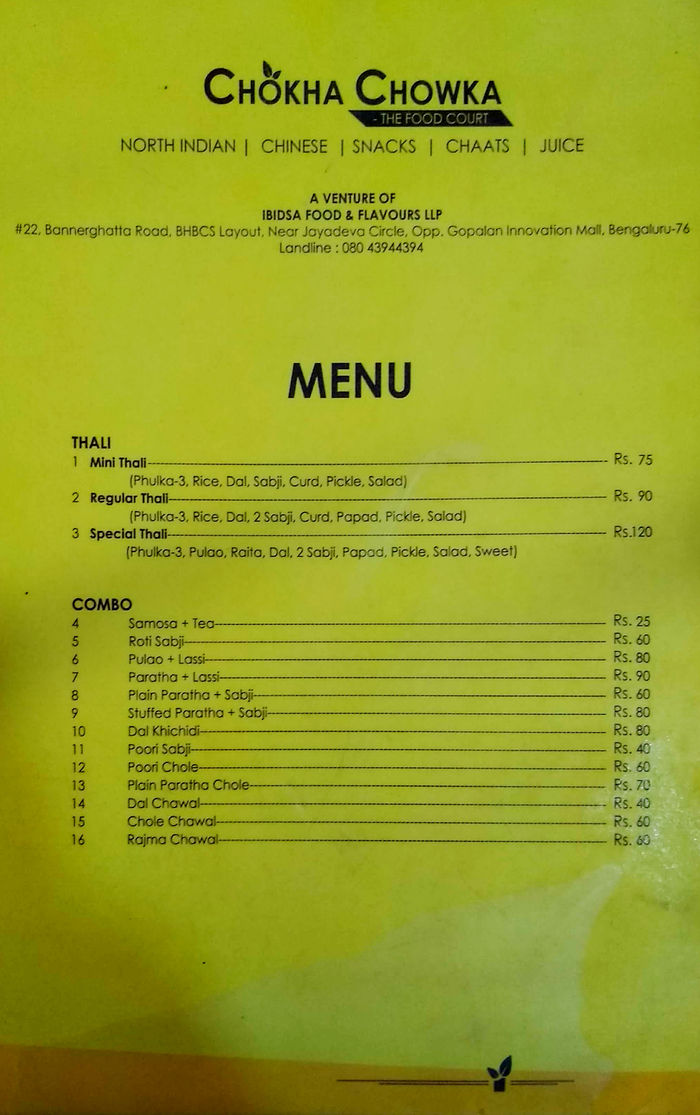 CHOKHA CHOWKA
- THE FOOD COURT
NORTH INDIAN | CHINESE | SNACKS | CHAATS | JUICE
A VENTURE OF
IBIDSA FOOD & FLAVOURS LLP
#22, Bannerghatta Road, BHBCS Layout, Near Jayadeva Circle, Opp. Gopalan Innovation Mall, Bengaluru-76
Landline : 080 43944394
MENU
THALI
1 Mini Thali Rs. 75
(Phulka-3, Rice, Dal, Sabji, Curd, Pickle, Salad)
2 Regular Thali Rs. 90
(Phulka-3, Rice, Dal, 2 Sabji, Curd, Papad, Pickle, Salad)
3 Special Thali Rs.120
(Phulka-3, Pulao, Raita, Dal, 2 Sabji, Papad, Pickle, Salad, Sweet)
COMBO
4 Samosa + Tea Rs. 25
5 Roti Sabji Rs. 60
6 Pulao + Lassi Rs. 80
7 Paratha + Lassi Rs. 90
8 Plain Paratha + Sabji Rs. 60
9 Stuffed Paratha + Sabji Rs. 80
10 Dal Khichidi Rs. 80
11 Poori Sabji Rs. 40
12 Poori Chole Rs. 60
13 Plain Paratha Chole Rs. 70
14 Dal Chawal Rs. 40
15 Chole Chawal Rs. 60
16 Rajma Chawal Rs. 60